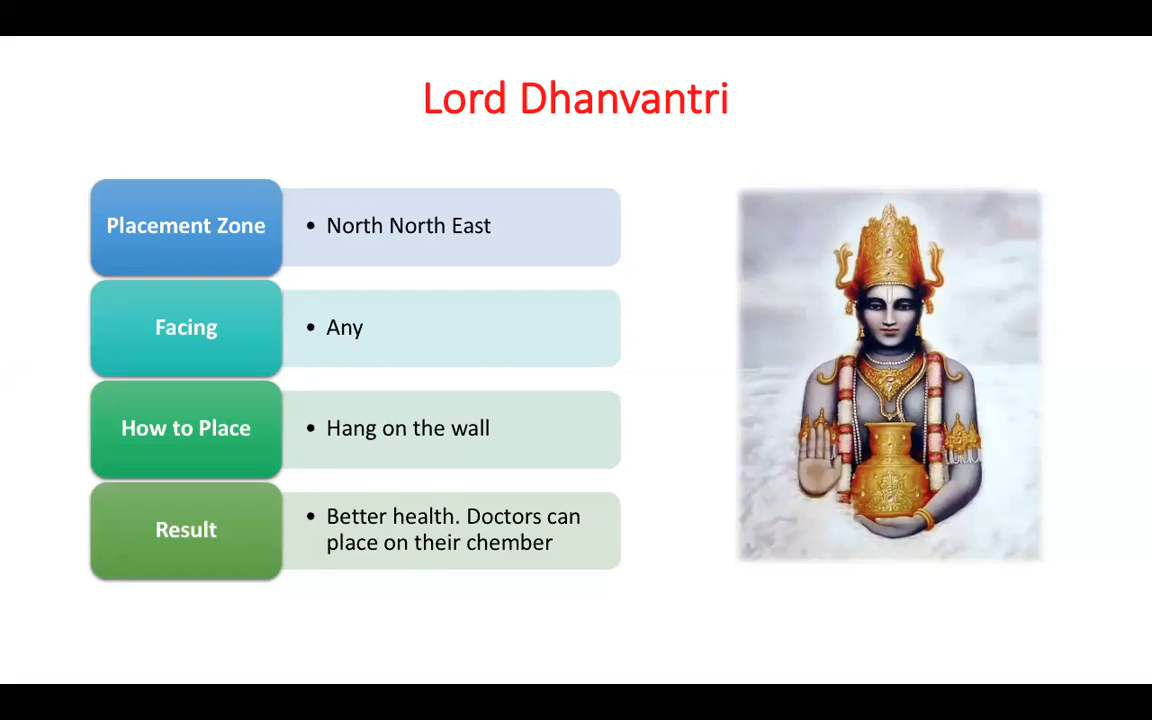 Lord Dhanvantri
Placement Zone
• North North East
Facing
• Any
How to Place
• Hang on the wall
Result
• Better health. Doctors can
place on their chember